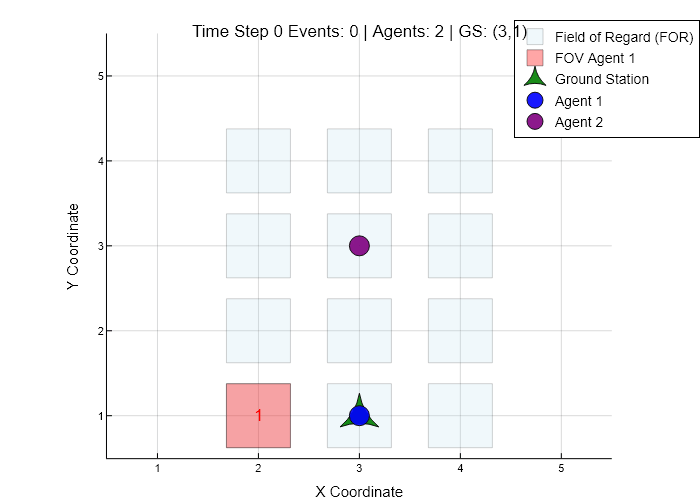 Time Step 0 Events: 0 | Agents: 2 | GS: (3,1)
Field of Regard (FOR)
FOV Agent 1
Ground Station
Agent 1
Agent 2
5
4
3
2
1
Y Coordinate
1
1
2
3
4
5
X Coordinate